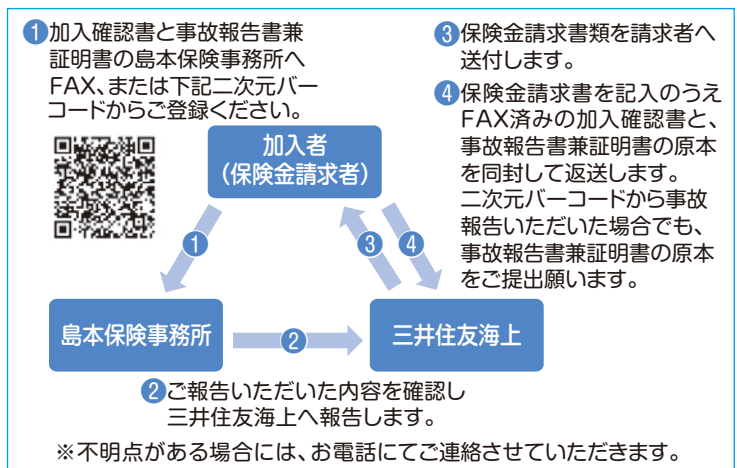 ①加入確認書と事故報告書兼
証明書の島本保険事務所へ
FAX、または下記二次元バー
コードからご登録ください。
③保険金請求書類を請求者へ
送付します。
④保険金請求書を記入のうえ
FAX済みの加入確認書と、
事故報告書兼証明書の原本
を同封して返送します。
二次元バーコードから事故
報告いただいた場合でも、
事故報告書兼証明書の原本
をご提出願います。
加入者
（保険金請求者）
①
③
④
島本保険事務所
②
三井住友海上
②ご報告いただいた内容を確認し
三井住友海上へ報告します。
※不明点がある場合には、お電話にてご連絡させていただきます。